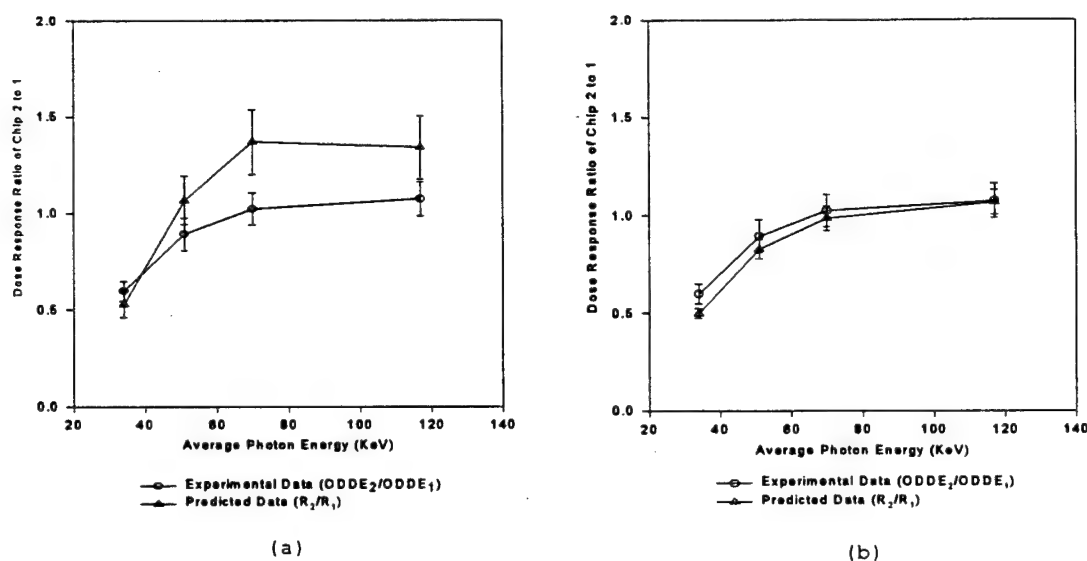 2.0
1.5
1.0
0.5
0.0
Dose Response Ratio of Chip 2 to 1
20 40 60 80 100 120 140
Average Photon Energy (KeV)
Experimental Data (ODDE₂/ODDE₁)
Predicted Data (R₂/R₁)
(a)
2.0
1.5
1.0
0.5
0.0
Dose Response Ratio of Chip 2 to 1
20 40 60 80 100 120 140
Average Photon Energy (KeV)
Experimental Data (ODDE₂/ODDE₁)
Predicted Data (R₂/R₁)
(b)